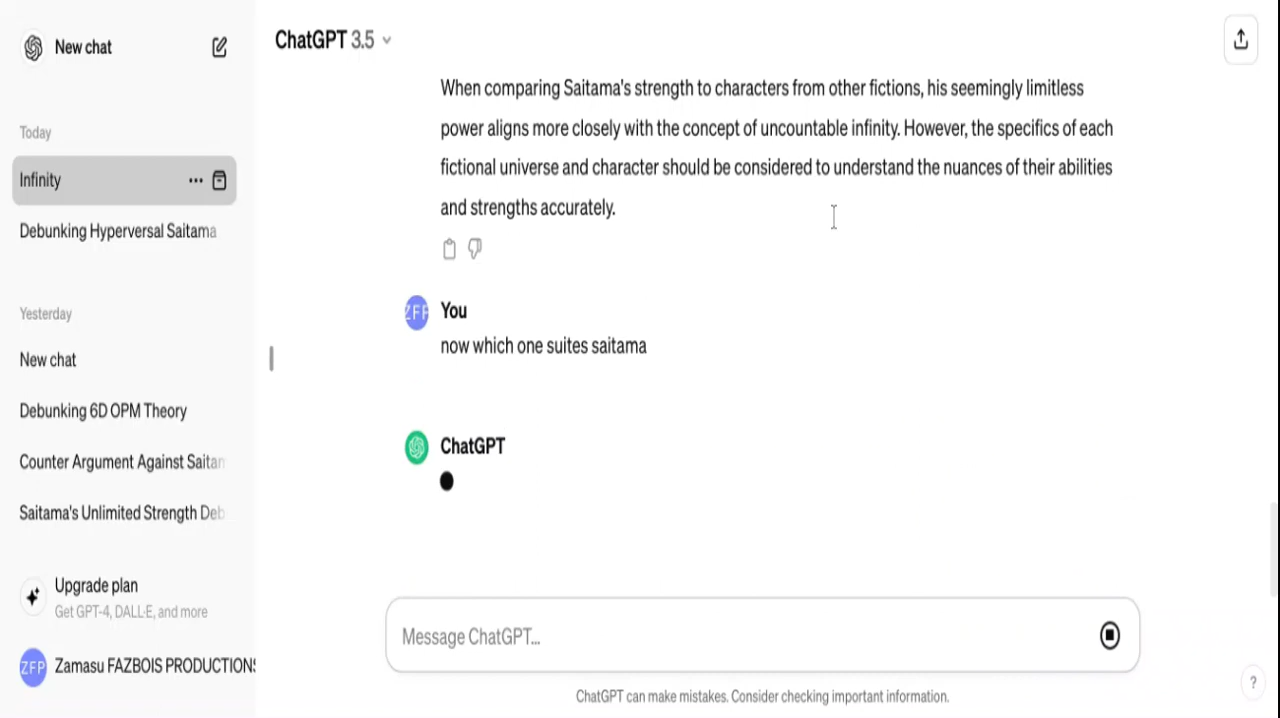 New chat
Today
Infinity
Debunking Hyperversal Saitama
Yesterday
New chat
Debunking 6D OPM Theory
Counter Argument Against Saitam
Saitama's Unlimited Strength Deb
Upgrade plan
Get GPT-4, DALL·E, and more
ZFP
Zamasu FAZBOIS PRODUCTIONS
ChatGPT 3.5
When comparing Saitama's strength to characters from other fictions, his seemingly limitless
power aligns more closely with the concept of uncountable infinity. However, the specifics of each
fictional universe and character should be considered to understand the nuances of their abilities
and strengths accurately.
ZFP
You
now which one suites saitama
ChatGPT
Message ChatGPT...
ChatGPT can make mistakes. Consider checking important information.
?